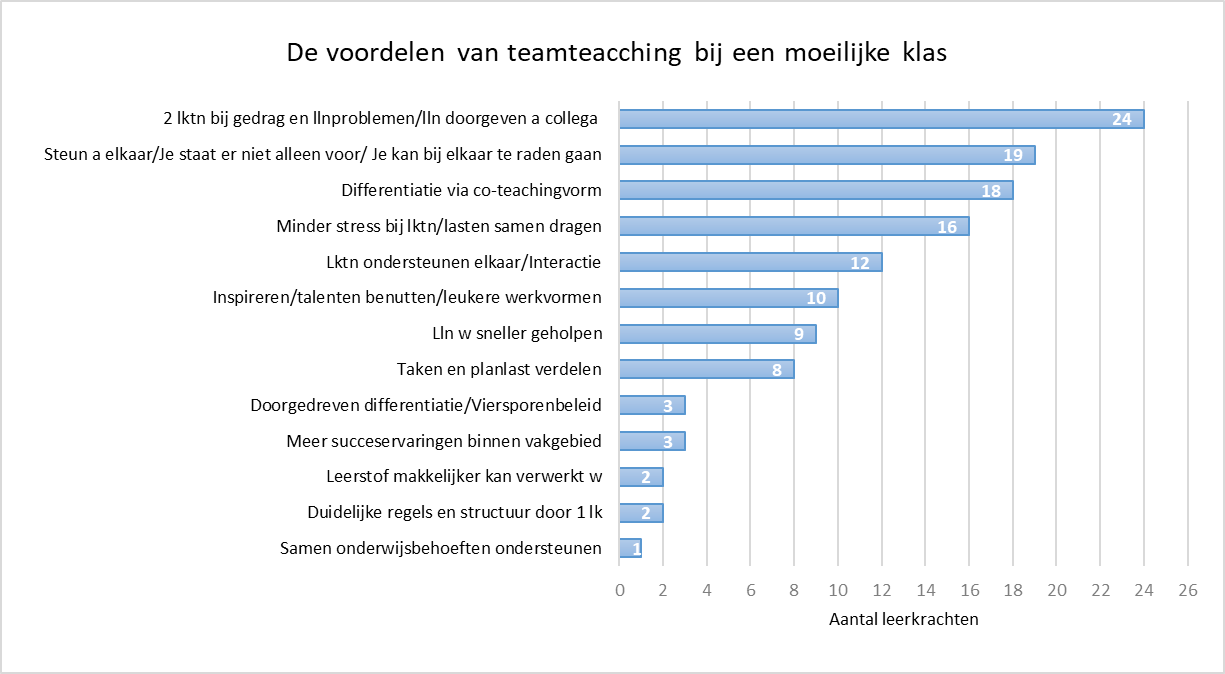 De voordelen van teamteacching bij een moeilijke klas
2 lktn bij gedrag en llnproblemen/lln doorgeven a collega 24
Steun a elkaar/Je staat er niet alleen voor/ Je kan bij elkaar te raden gaan 19
Differentiatie via co-teachingvorm 18
Minder stress bij lktn/lasten samen dragen 16
Lktn ondersteunen elkaar/Interactie 12
Inspireren/talenten benutten/leukere werkvormen 10
Lln w sneller geholpen 9
Taken en planlast verdelen 8
Doorgedreven differentiatie/Viersporenbeleid 3
Meer succeservaringen binnen vakgebied 3
Leerstof makkelijker kan verwerkt w 2
Duidelijke regels en structuur door 1 lk 2
Samen onderwijsbehoeften ondersteunen 1
0 2 4 6 8 10 12 14 16 18 20 22 24 26
Aantal leerkrachten